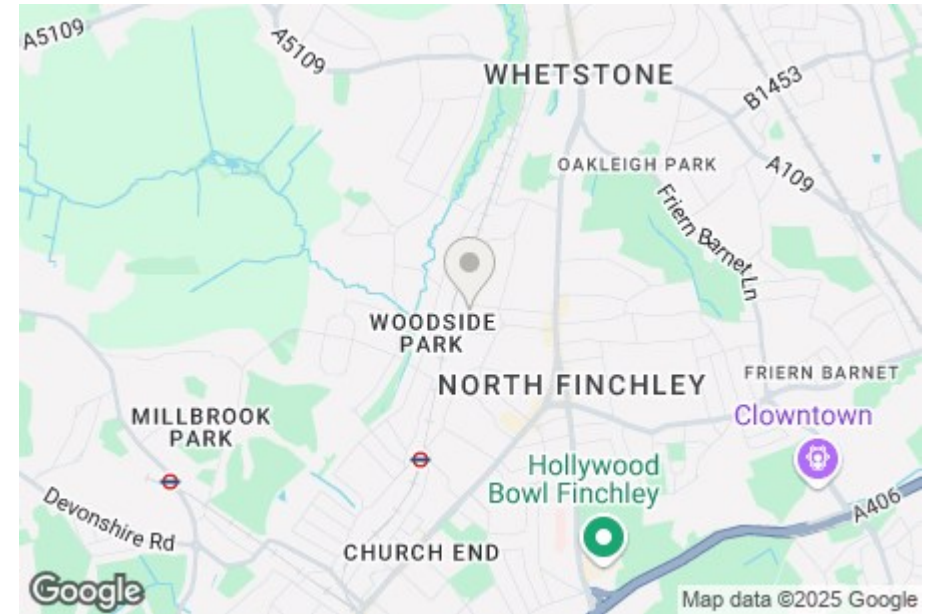 A5109
A5109
WHETSTONE
B1453
OAKLEIGH PARK
A109
Friern Barnet Ln
WOODSIDE
PARK
NORTH FINCHLEY
FRIERN BARNET
MILLBROOK
PARK
Clowntown
Hollywood
Bowl Finchley
A406
Devonshire Rd
CHURCH END
Google
Map data ©2025 Google